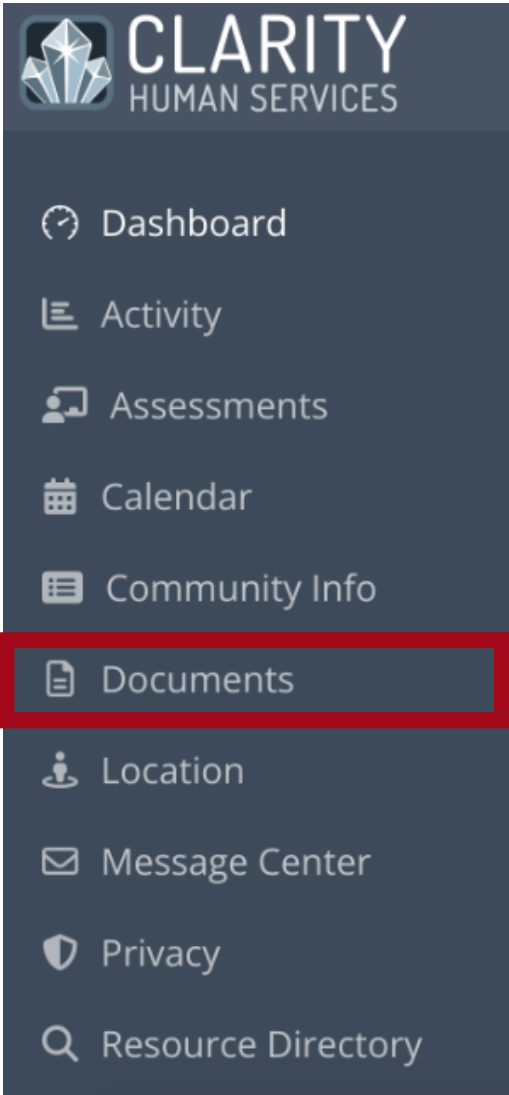 CLARITY
HUMAN SERVICES
Dashboard
Activity
Assessments
Calendar
Community Info
Documents
Location
Message Center
Privacy
Resource Directory